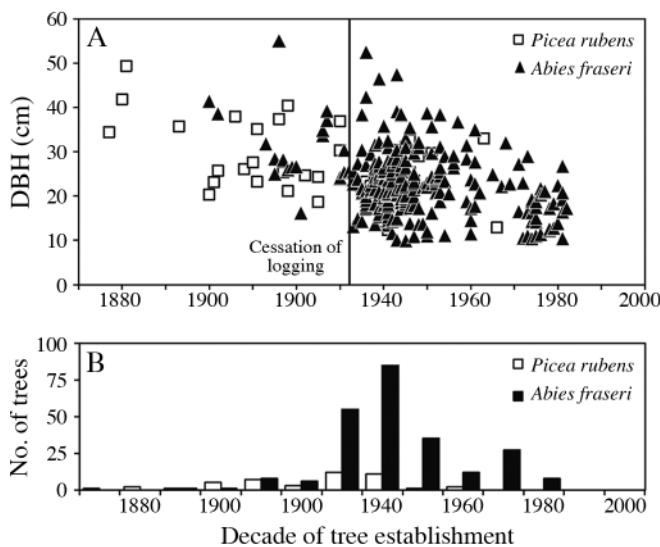 60
A
Picea rubens
50
Abies fraseri
40
30
20
10
0
DBH (cm)
Cessation of
logging
1880
1900
1900
1940
1960
1980
2000
100
B
Picea rubens
75
Abies fraseri
50
25
0
No. of trees
1880
1900
1900
1940
1960
1980
2000
Decade of tree establishment